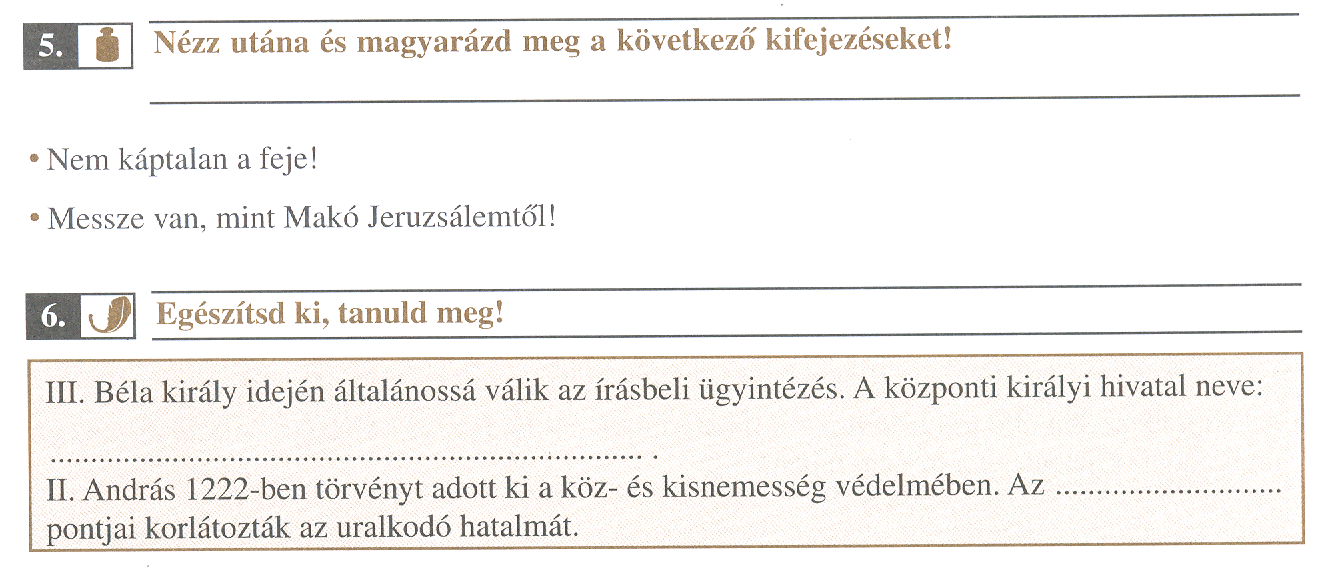 5. Nézz utána és magyarázd meg a következő kifejezéseket!
• Nem káptalan a feje!
• Messze van, mint Makó Jeruzsálemtől!
6. Egészítsd ki, tanuld meg!
III. Béla király idején általánossá válik az írásbeli ügyintézés. A központi királyi hivatal neve:
.......................................................................... .
II. András 1222-ben törvényt adott ki a köz- és kisnemesség védelmében. Az ............................
pontjai korlátozták az uralkodó hatalmát.